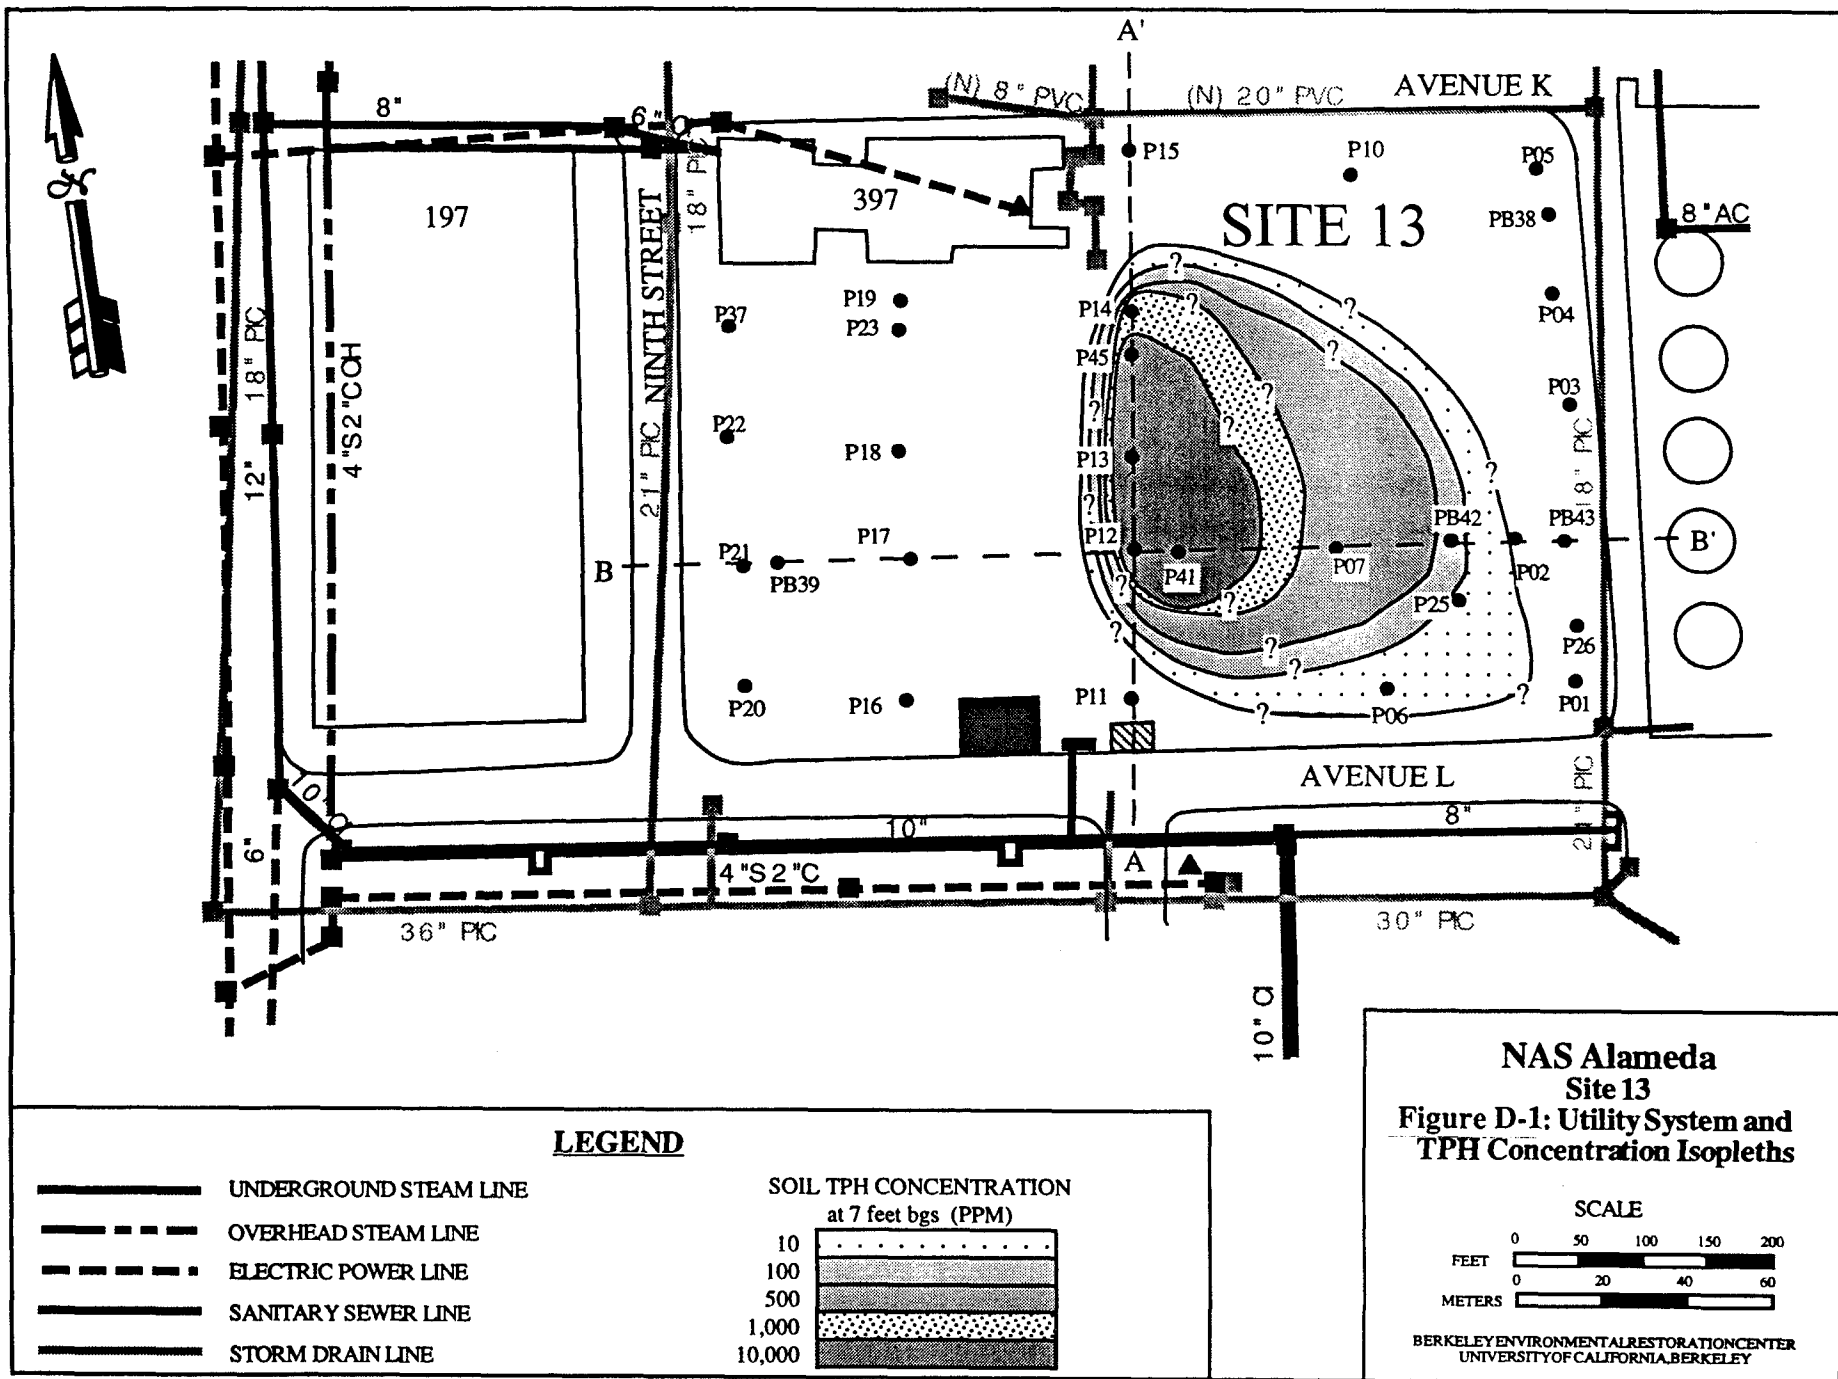 A'
(N) 8" PVC
(N) 20" PVC
AVENUE K
8"
6"
18" PIC
P15
P10
P05
197
397
SITE 13
PB38
8"AC
NINTH STREET
P37
P19
P23
P14
P04
18" PIC
4"S2"COH
P45
P03
P22
P18
P13
18" PIC
12"
21" PIC
P17
P12
PB42
PB43
B
P21
PB39
P41
P07
P02
B'
P25
P26
P20
P16
P11
P06
P01
AVENUE L
10" CI
21" PIC
6"
10"
8"
4"S2"C
A
36" PIC
30" PIC
10" CI
? ? ? ? ? ? ? ? ? ? ? ? ? ? ? ? ? ?
NAS Alameda
Site 13
Figure D-1: Utility System and
TPH Concentration Isopleths
SCALE
0 50 100 150 200
FEET
0 20 40 60
METERS
BERKELEY ENVIRONMENTAL RESTORATION CENTER
UNIVERSITY OF CALIFORNIA, BERKELEY
LEGEND
UNDERGROUND STEAM LINE
OVERHEAD STEAM LINE
ELECTRIC POWER LINE
SANITARY SEWER LINE
STORM DRAIN LINE
SOIL TPH CONCENTRATION
at 7 feet bgs (PPM)
10
100
500
1,000
10,000